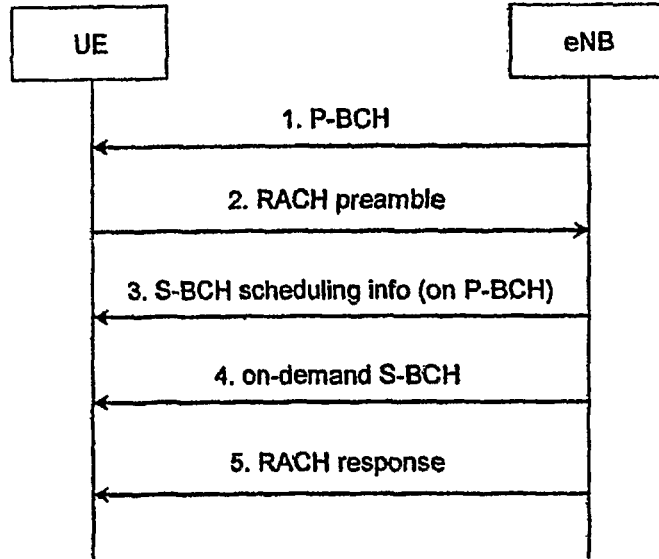 UE
eNB
1. P-BCH
2. RACH preamble
3. S-BCH scheduling info (on P-BCH)
4. on-demand S-BCH
5. RACH response